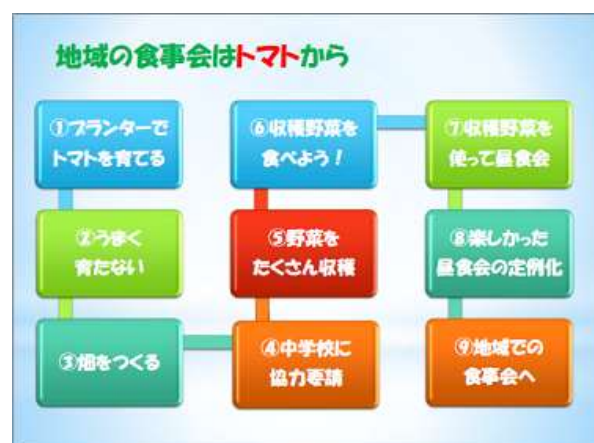 地域の食事会はトマトから
①プランターで
トマトを育てる
②うまく
育たない
③畑をつくる
④中学校に
協力要請
⑤野菜を
たくさん収穫
⑥収穫野菜を
食べよう！
⑦収穫野菜を
使って昼食会
⑧楽しかった
昼食会の定例化
⑨地域での
食事会へ